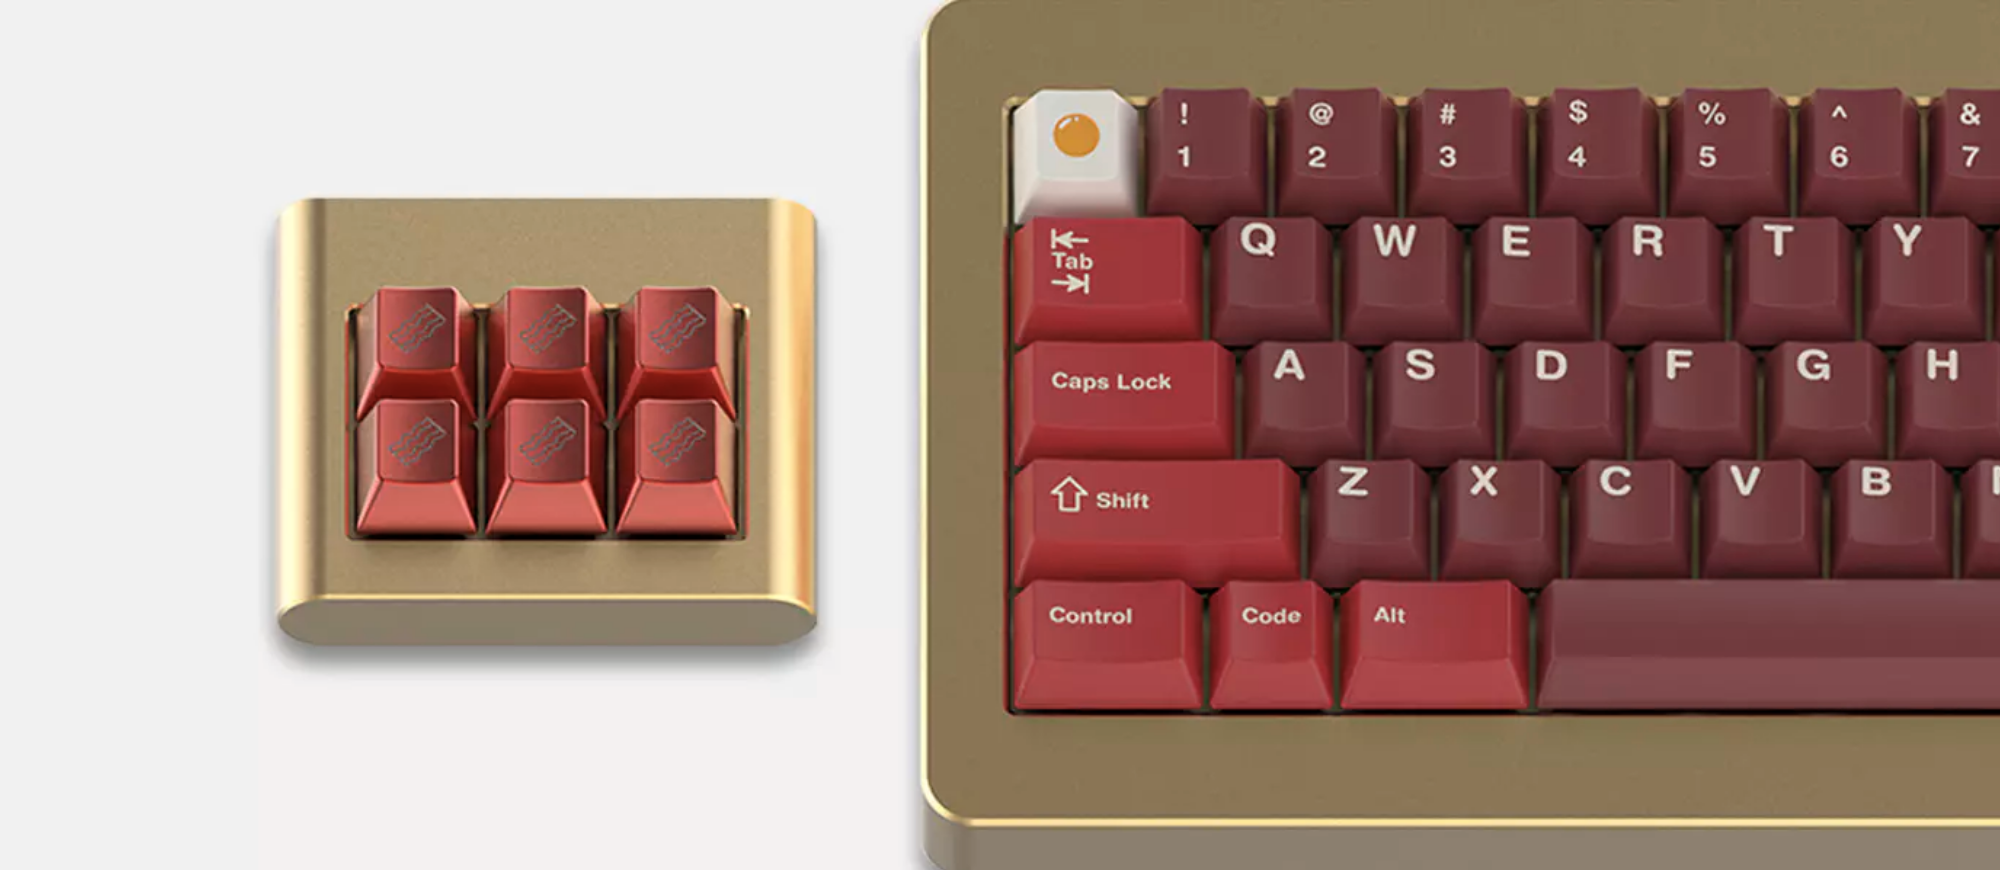 ! @ # $ % ^ &
1 2 3 4 5 6 7
Tab Q W E R T Y
Caps Lock A S D F G H
Shift Z X C V B
Control Code Alt